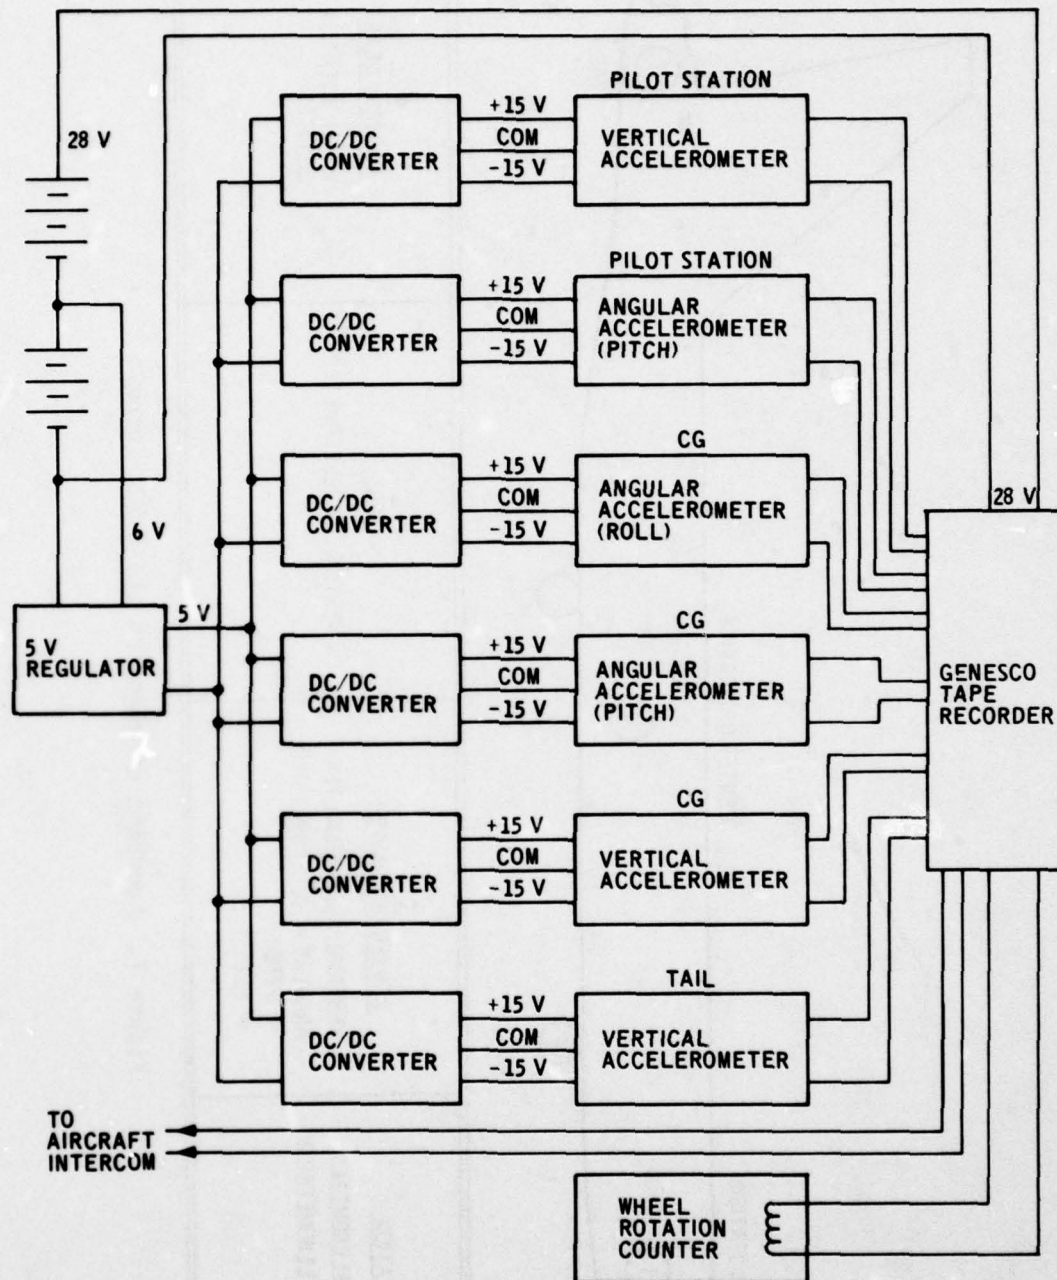 28 V
6 V
5 V
REGULATOR
5 V
DC/DC
CONVERTER
+15 V
COM
-15 V
PILOT STATION
VERTICAL
ACCELEROMETER
DC/DC
CONVERTER
+15 V
COM
-15 V
PILOT STATION
ANGULAR
ACCELEROMETER
(PITCH)
DC/DC
CONVERTER
+15 V
COM
-15 V
CG
ANGULAR
ACCELEROMETER
(ROLL)
DC/DC
CONVERTER
+15 V
COM
-15 V
CG
ANGULAR
ACCELEROMETER
(PITCH)
DC/DC
CONVERTER
+15 V
COM
-15 V
CG
VERTICAL
ACCELEROMETER
DC/DC
CONVERTER
+15 V
COM
-15 V
TAIL
VERTICAL
ACCELEROMETER
28 V
GENESCO
TAPE
RECORDER
TO
AIRCRAFT
INTERCOM
WHEEL
ROTATION
COUNTER